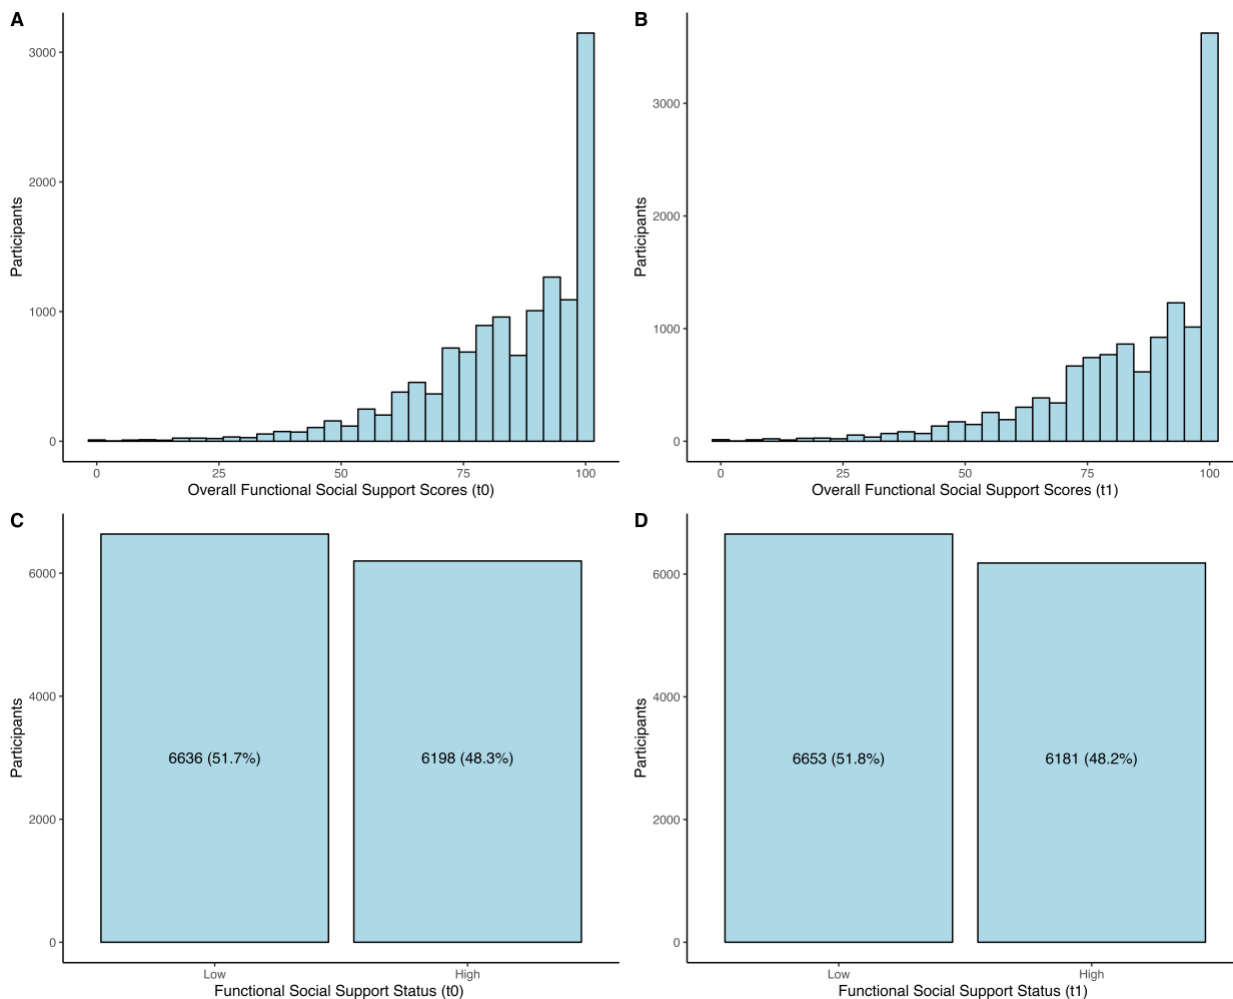 A
Participants
3000
2000
1000
0
0 25 50 75 100
Overall Functional Social Support Scores (t0)
B
Participants
3000
2000
1000
0
0 25 50 75 100
Overall Functional Social Support Scores (t1)
C
Participants
6000
4000
2000
0
6636 (51.7%) 6198 (48.3%)
Low High
Functional Social Support Status (t0)
D
Participants
6000
4000
2000
0
6653 (51.8%) 6181 (48.2%)
Low High
Functional Social Support Status (t1)